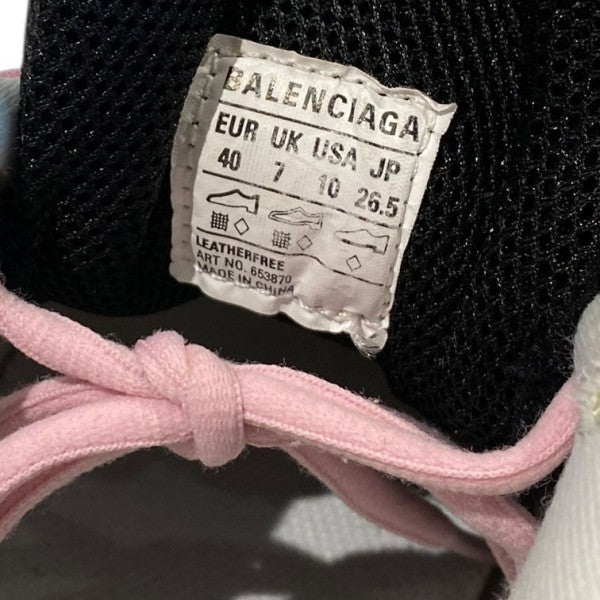 BALENCIAGA
EUR UK USA JP
40 7 10 26.5
LEATHERFREE
ART NO. 653870
MADE IN CHINA